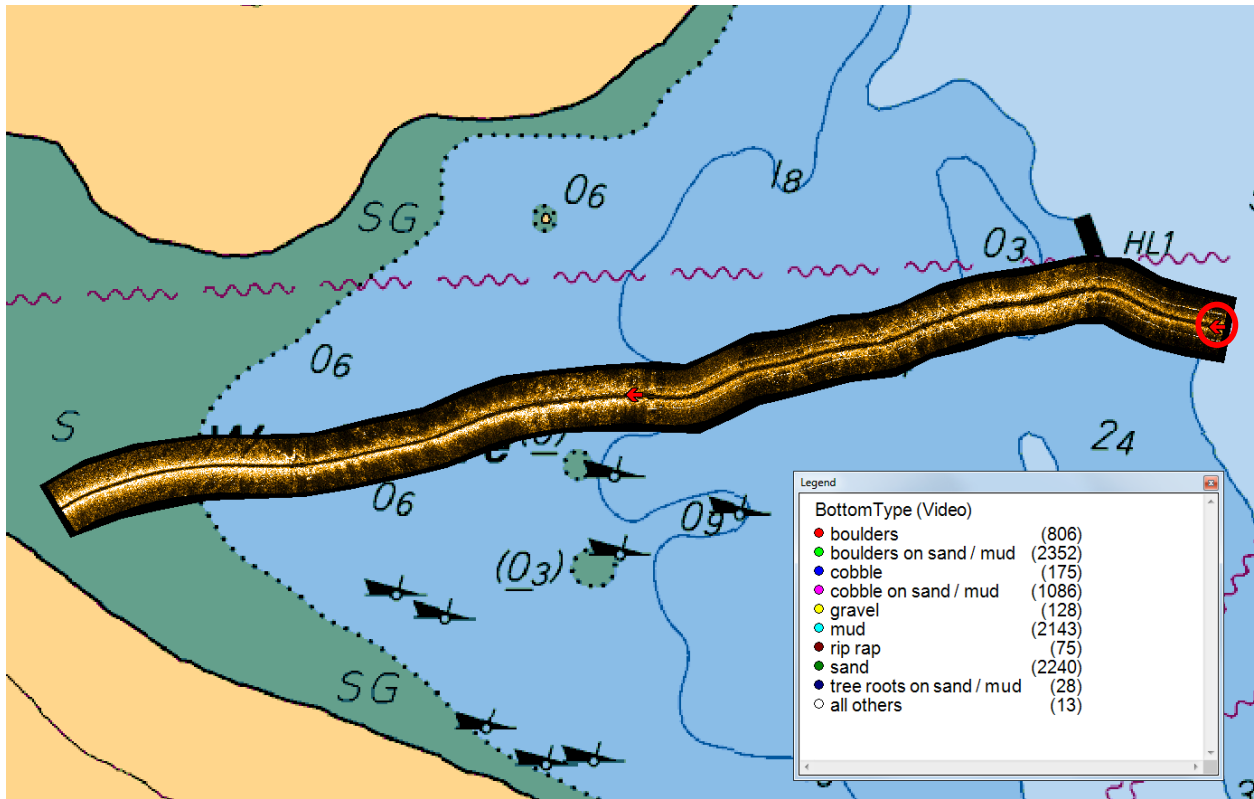 18
06
SG
03
HL1
06
S
24
06
09
(03)
SG
Legend
BottomType (Video)
boulders (806)
boulders on sand / mud (2352)
cobble (175)
cobble on sand / mud (1086)
gravel (128)
mud (2143)
rip rap (75)
sand (2240)
tree roots on sand / mud (28)
all others (13)